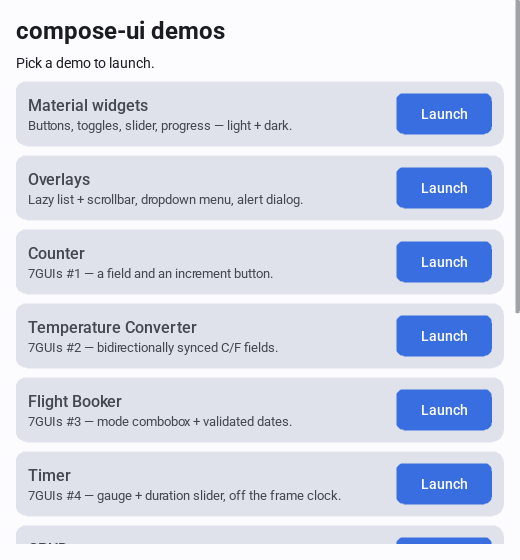 compose-ui demos
Pick a demo to launch.
Material widgets
Buttons, toggles, slider, progress — light + dark.
Launch
Overlays
Lazy list + scrollbar, dropdown menu, alert dialog.
Launch
Counter
7GUIs #1 — a field and an increment button.
Launch
Temperature Converter
7GUIs #2 — bidirectionally synced C/F fields.
Launch
Flight Booker
7GUIs #3 — mode combobox + validated dates.
Launch
Timer
7GUIs #4 — gauge + duration slider, off the frame clock.
Launch